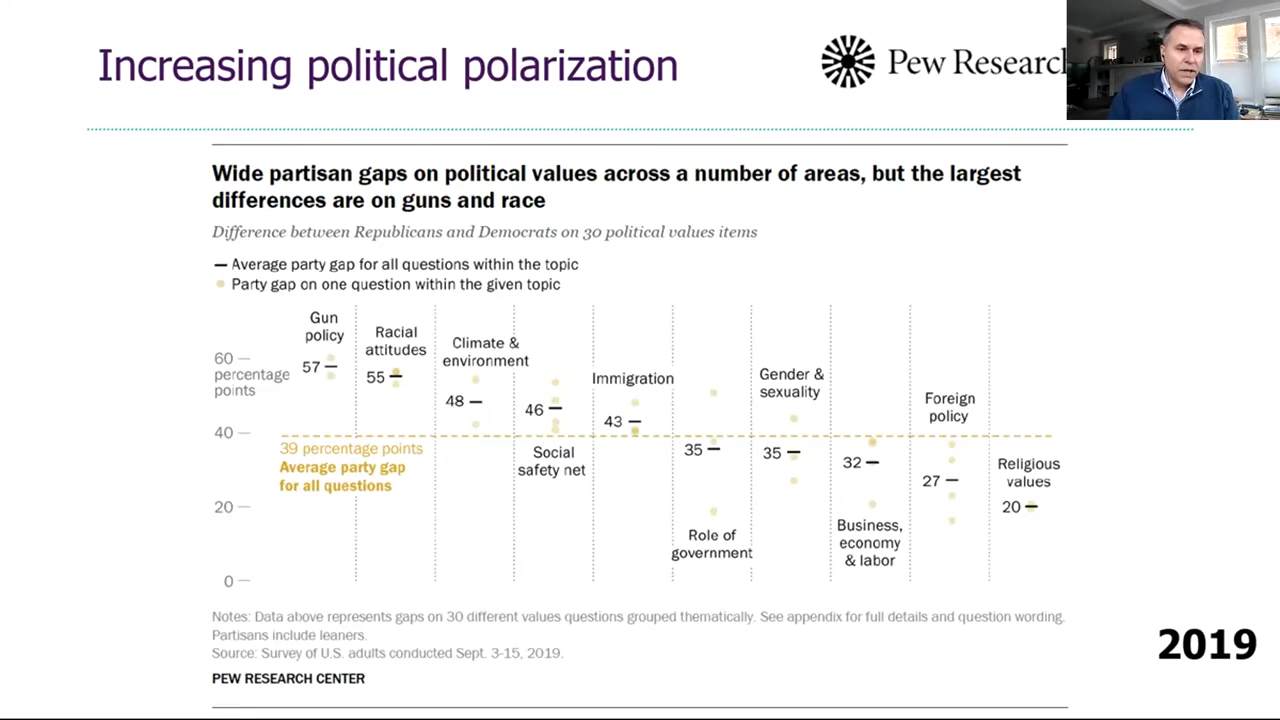 Increasing political polarization
Pew Research
Wide partisan gaps on political values across a number of areas, but the largest
differences are on guns and race
Difference between Republicans and Democrats on 30 political values items
Average party gap for all questions within the topic
Party gap on one question within the given topic
Gun
policy
Racial
attitudes
Climate &
environment
Immigration
Gender &
sexuality
Foreign
policy
60
percentage
points
57
55
48
46
43
40
39 percentage points
Average party gap
for all questions
Social
safety net
35
35
32
27
Religious
values
20
20
Role of
government
Business,
economy
& labor
0
Notes: Data above represents gaps on 30 different values questions grouped thematically. See appendix for full details and question wording.
Partisans include leaners.
Source: Survey of U.S. adults conducted Sept. 3-15, 2019.
PEW RESEARCH CENTER
2019